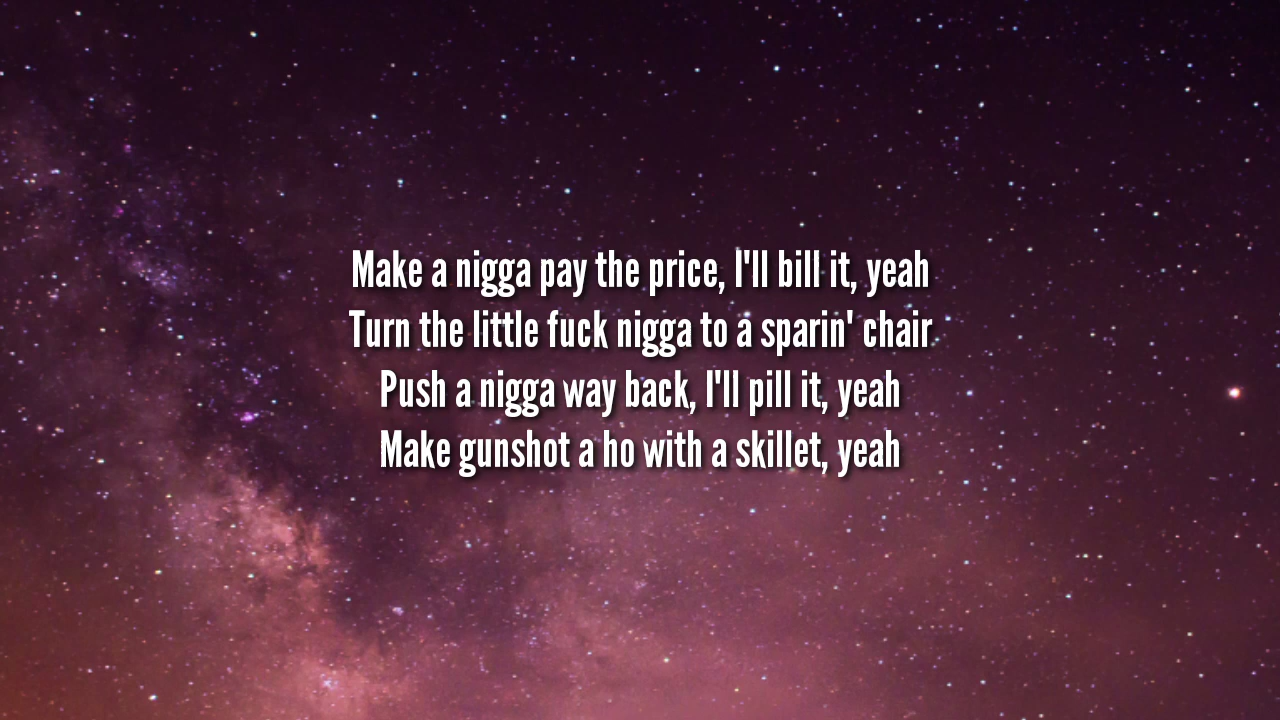 Make a nigga pay the price, I'll bill it, yeah
Turn the little fuck nigga to a sparin' chair
Push a nigga way back, I'll pill it, yeah
Make gunshot a ho with a skillet, yeah